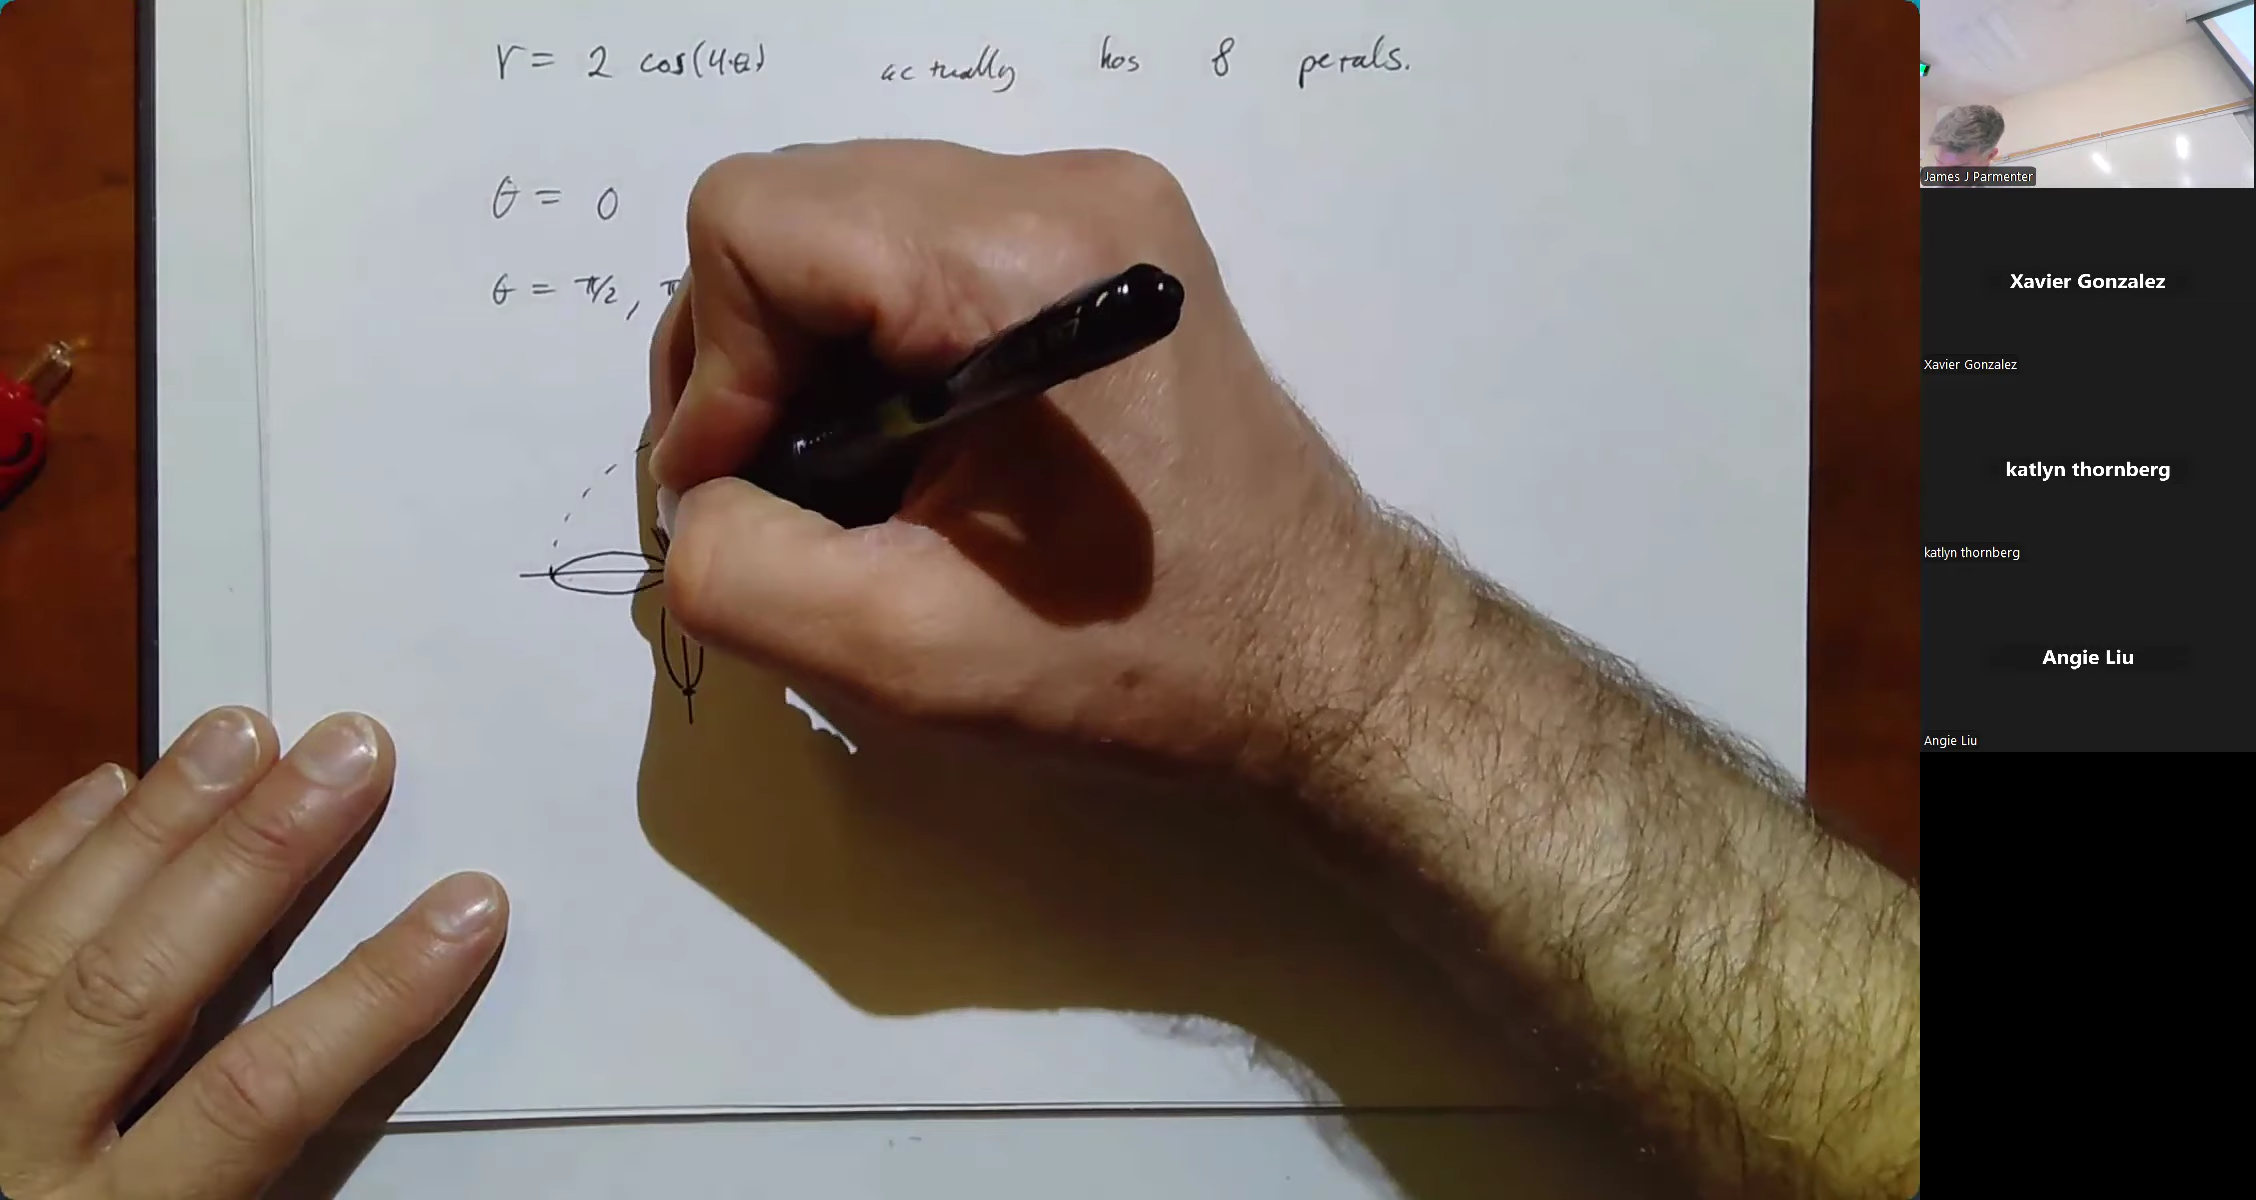 r = 2 cos(4θ) actually has 8 petals.
θ = 0
θ = π/2, π
James J Parmenter
Xavier Gonzalez
Xavier Gonzalez
katlyn thornberg
katlyn thornberg
Angie Liu
Angie Liu